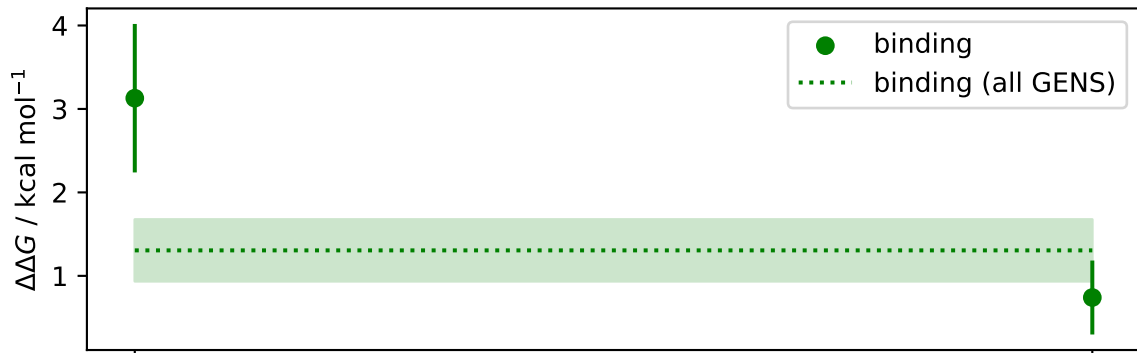 4
3
2
1
ΔΔG / kcal mol⁻¹
binding
binding (all GENS)